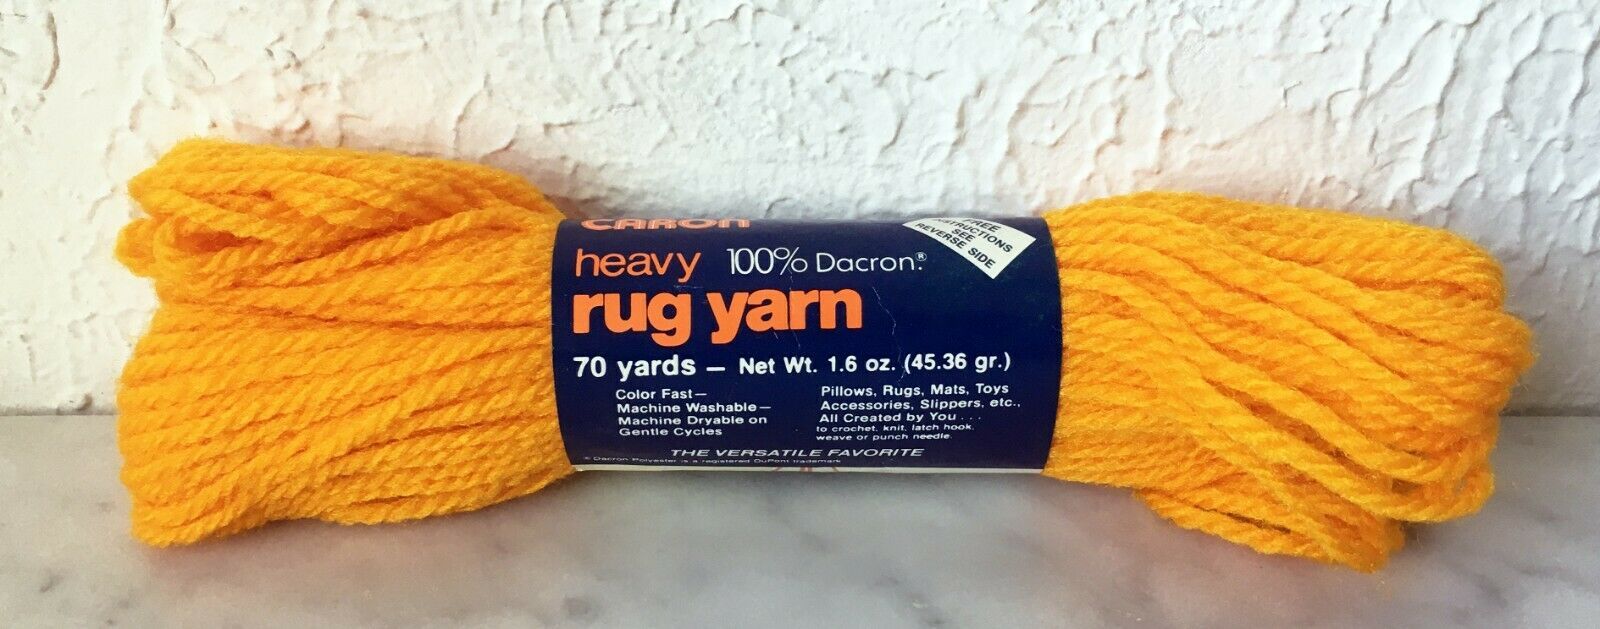 CARON
FREE
INSTRUCTIONS
SEE
REVERSE SIDE
heavy 100% Dacron.®
rug yarn
70 yards — Net Wt. 1.6 oz. (45.36 gr.)
Color Fast—
Machine Washable—
Machine Dryable on
Gentle Cycles
Pillows, Rugs, Mats, Toys
Accessories, Slippers, etc.,
All Created by You . . .
to crochet, knit, latch hook,
weave or punch needle.
THE VERSATILE FAVORITE
® Dacron Polyester is a registered DuPont trademark